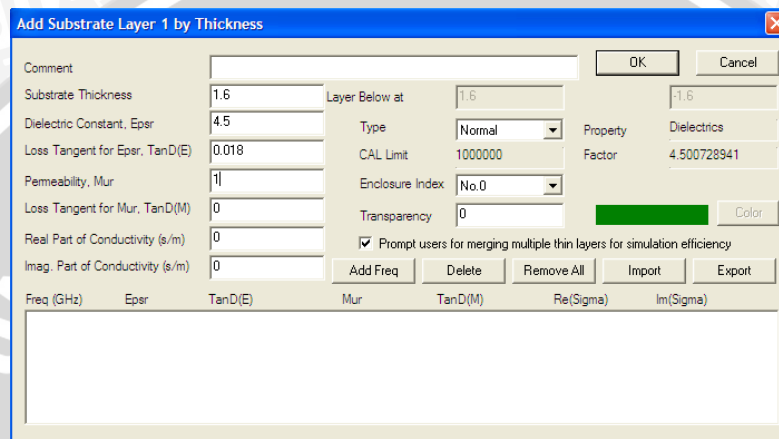 Add Substrate Layer 1 by Thickness
Comment OK Cancel
Substrate Thickness 1.6 Layer Below at 1.6 -1.6
Dielectric Constant, Epsr 4.5 Type Normal Property Dielectrics
Loss Tangent for Epsr, TanD(E) 0.018 CAL Limit 1000000 Factor 4.500728941
Permeability, Mur 1 Enclosure Index No.0
Loss Tangent for Mur, TanD(M) 0 Transparency 0 Color
Real Part of Conductivity (s/m) 0 Prompt users for merging multiple thin layers for simulation efficiency
Imag. Part of Conductivity (s/m) 0 Add Freq Delete Remove All Import Export
Freq (GHz) Epsr TanD(E) Mur TanD(M) Re(Sigma) Im(Sigma)